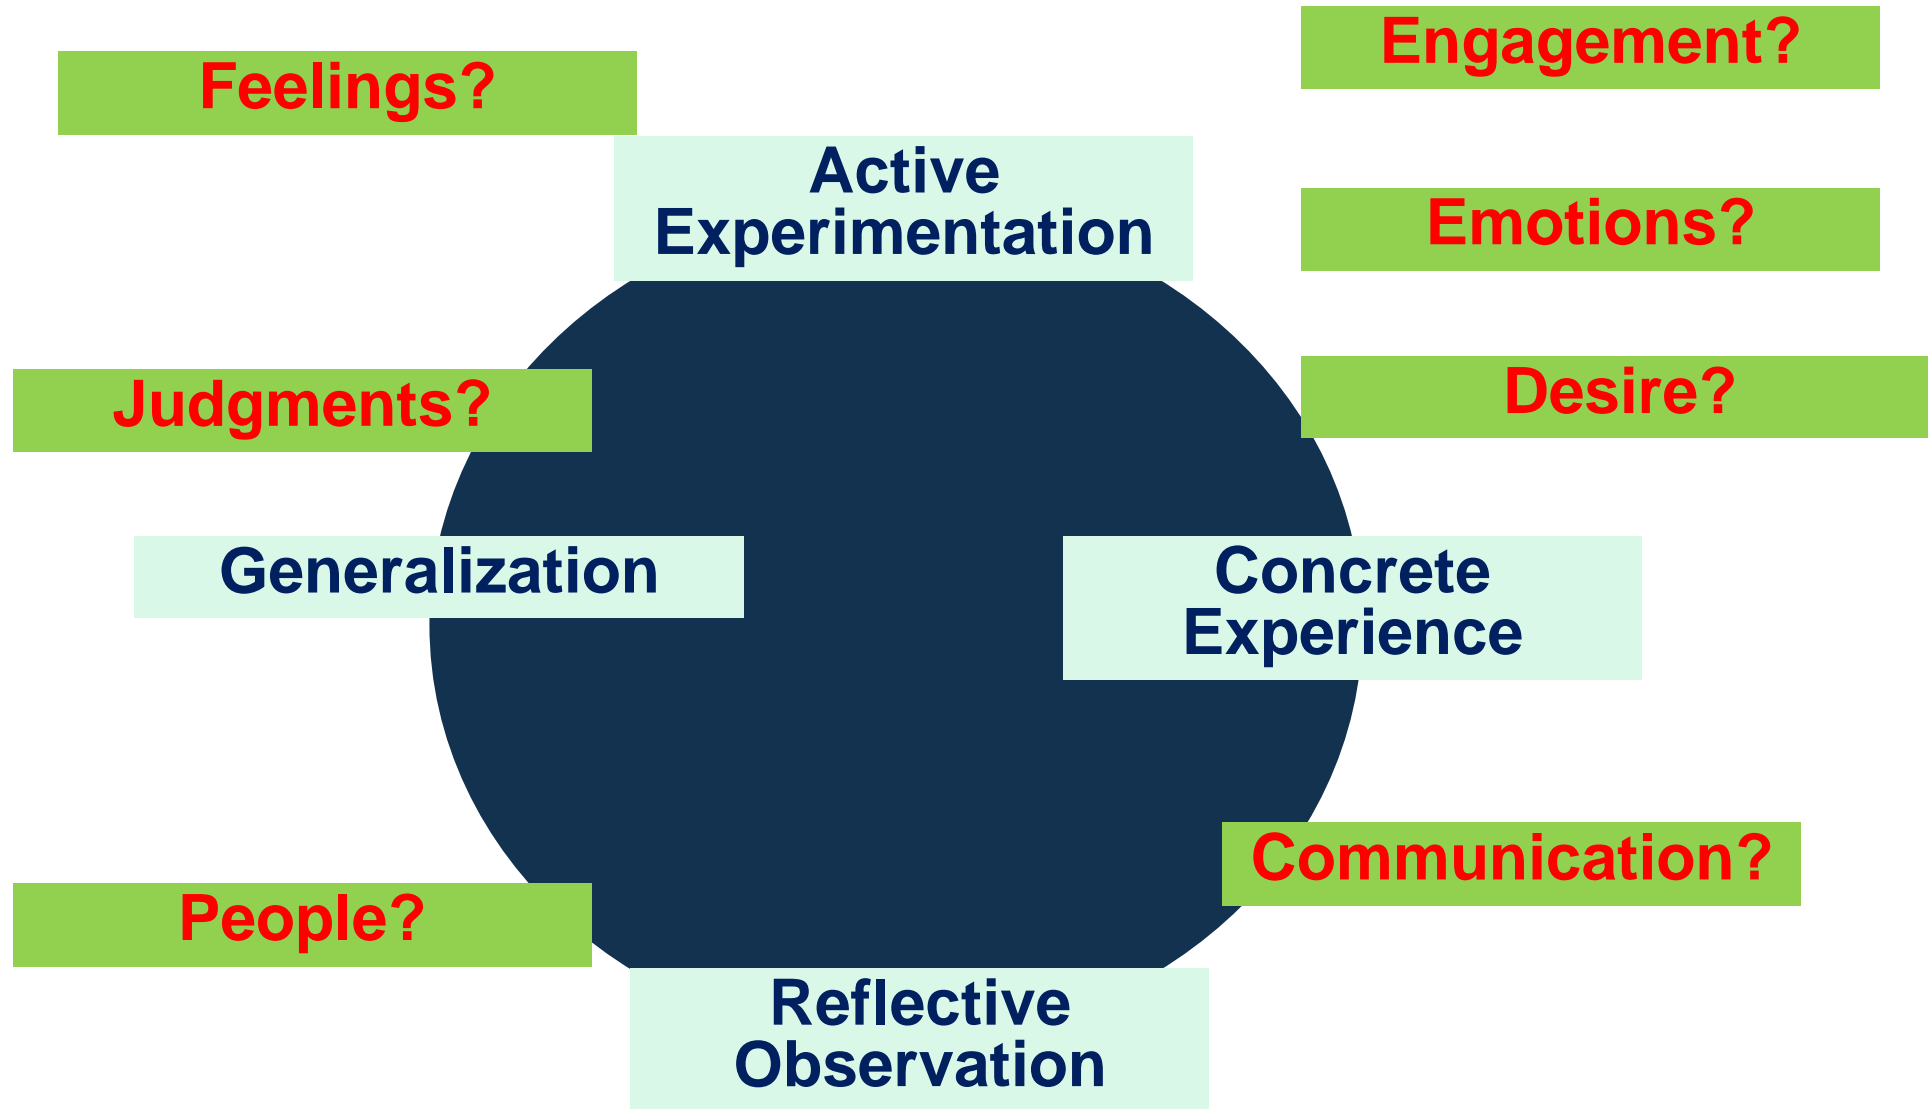 Engagement?
Feelings?
Active
Experimentation
Emotions?
Judgments?
Desire?
Generalization
Concrete
Experience
Communication?
People?
Reflective
Observation